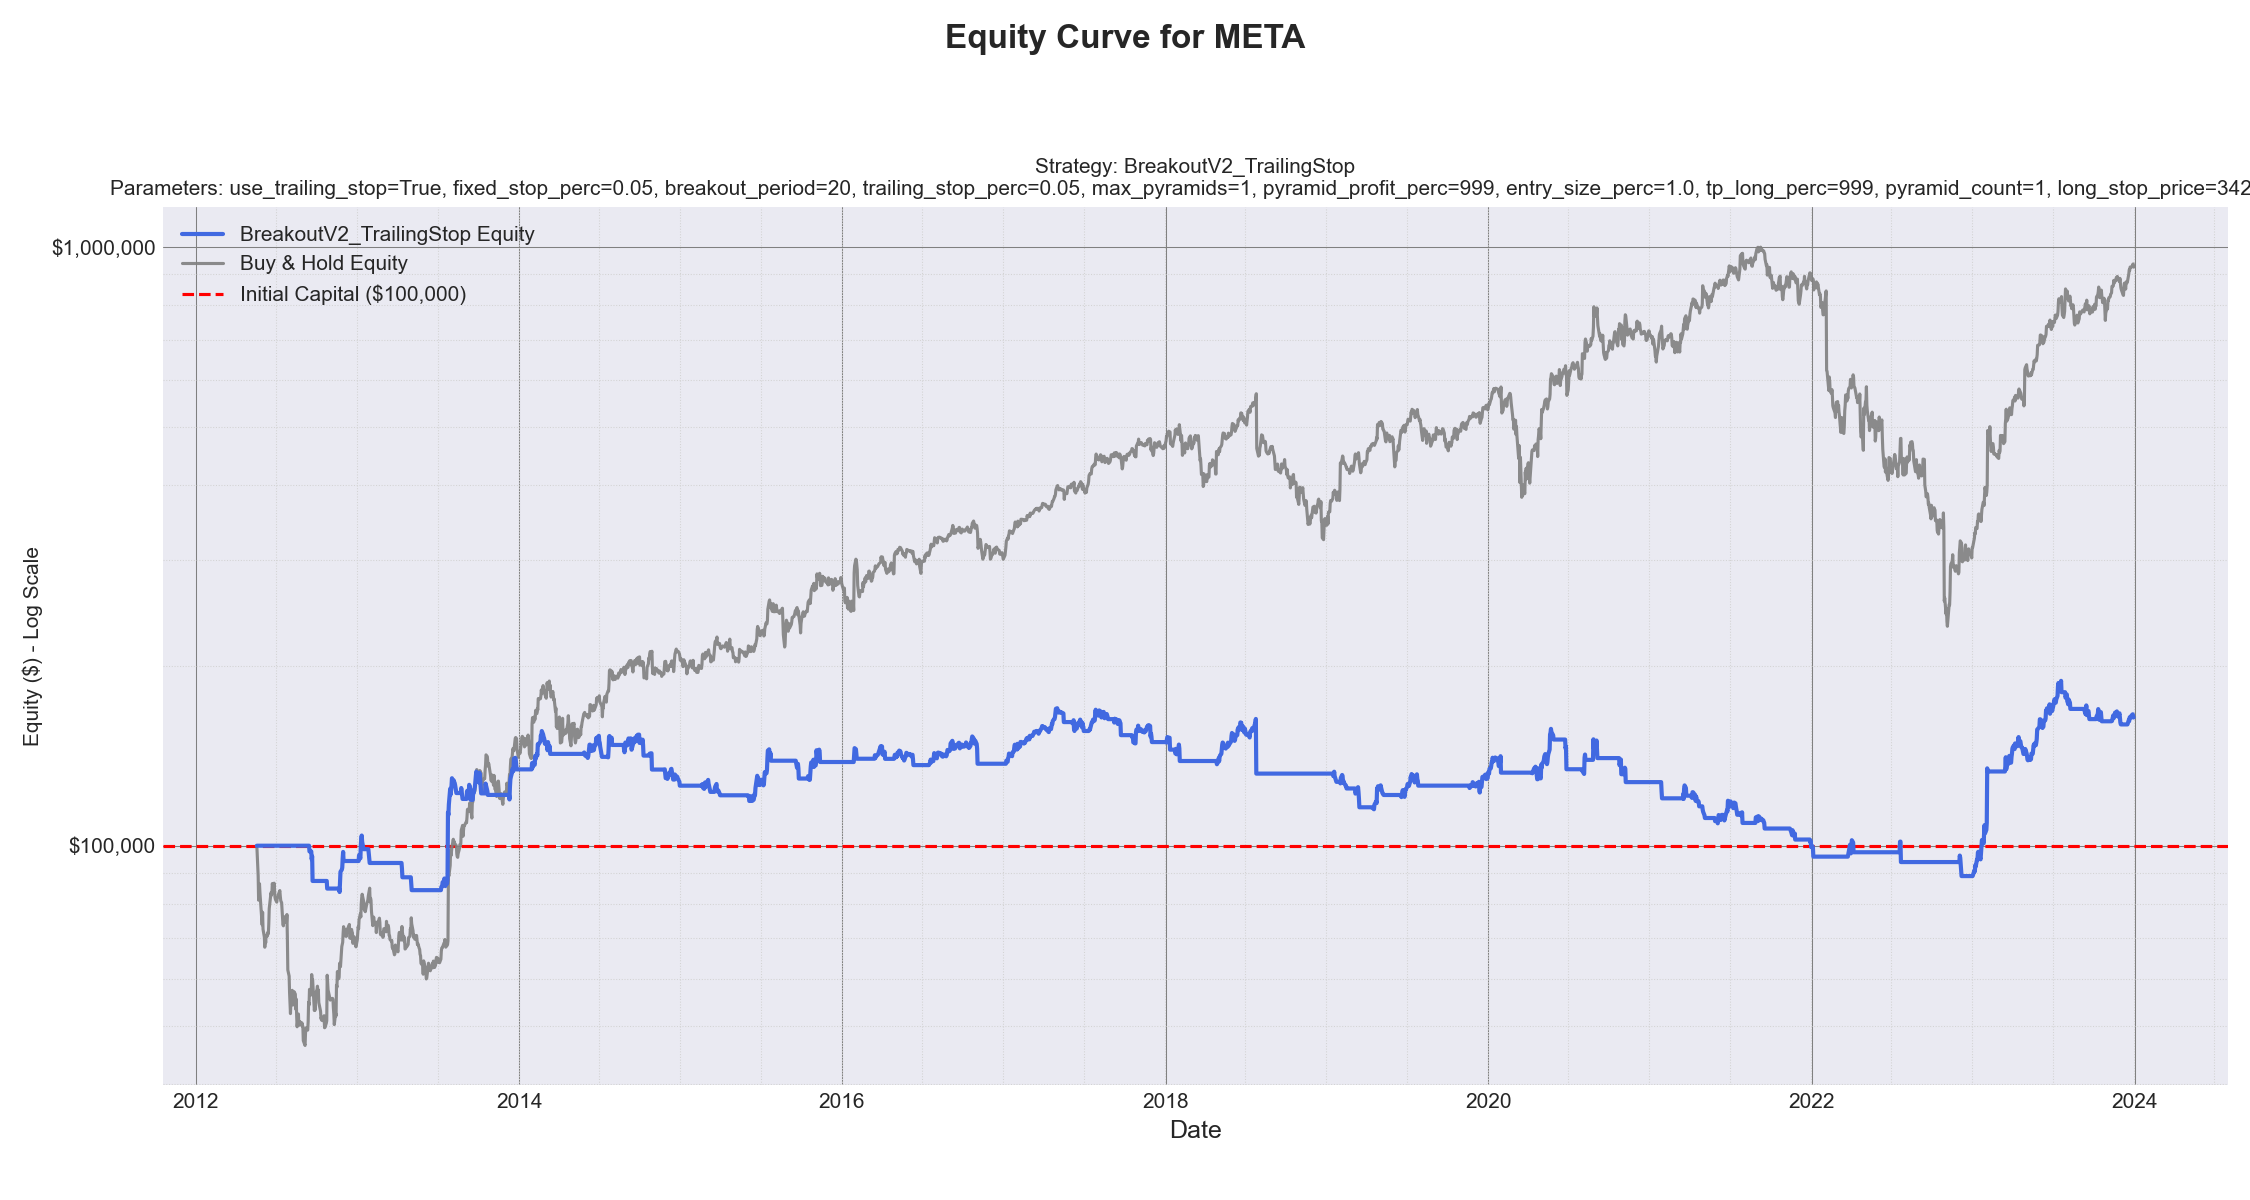 Equity Curve for META
Strategy: BreakoutV2_TrailingStop
Parameters: use_trailing_stop=True, fixed_stop_perc=0.05, breakout_period=20, trailing_stop_perc=0.05, max_pyramids=1, pyramid_profit_perc=999, entry_size_perc=1.0, tp_long_perc=999, pyramid_count=1, long_stop_price=342
BreakoutV2_TrailingStop Equity
Buy & Hold Equity
Initial Capital ($100,000)
$1,000,000
$100,000
Equity ($) - Log Scale
2012 2014 2016 2018 2020 2022 2024
Date